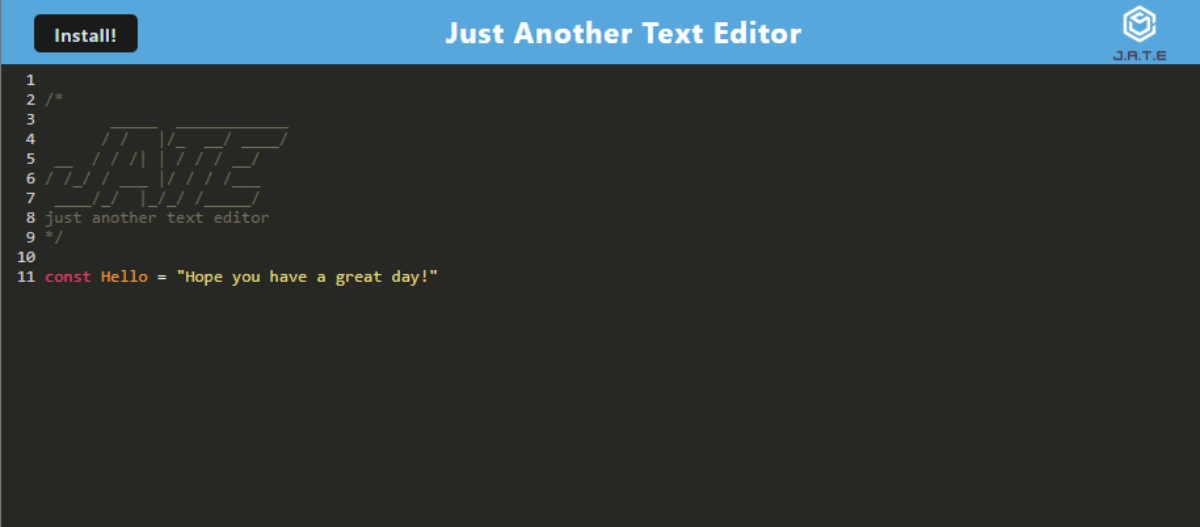 Install!
Just Another Text Editor
J.A.T.E
1
2 /*
3        _____  ____________
4       / /   |/_  __/ ____/
5  __  / / /| | / / / __/
6 / /_/ / ___ |/ / / /___
7  ____/_/  |_/_/ /_____/
8 just another text editor
9 */
10
11 const Hello = "Hope you have a great day!"